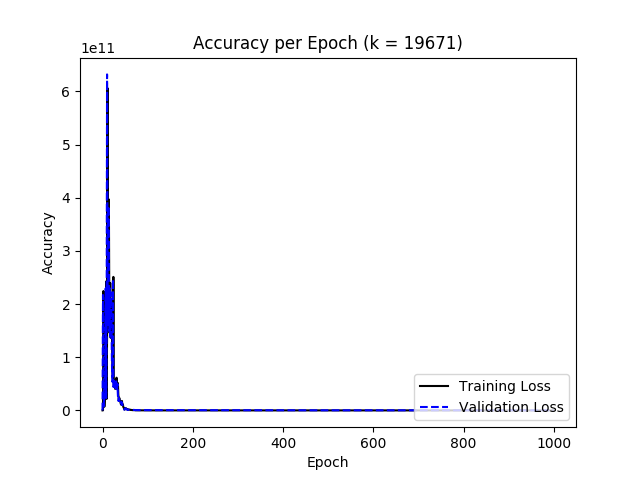 Accuracy per Epoch (k = 19671)
1e11
6
5
4
3
2
1
0
Accuracy
0 200 400 600 800 1000
Epoch
Training Loss
Validation Loss